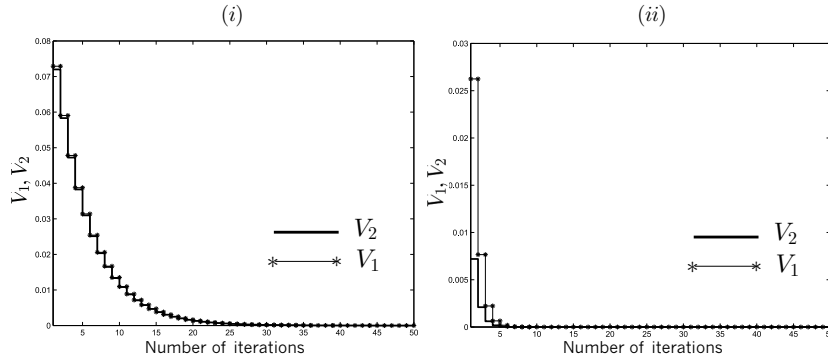 (i)
0.08
0.07
0.06
0.05
0.04
0.03
0.02
0.01
0
5 10 15 20 25 30 35 40 45 50
V1, V2
Number of iterations
V2
V1
(ii)
0.03
0.025
0.02
0.015
0.01
0.005
0
5 10 15 20 25 30 35 40 45 50
V1, V2
Number of iterations
V2
V1